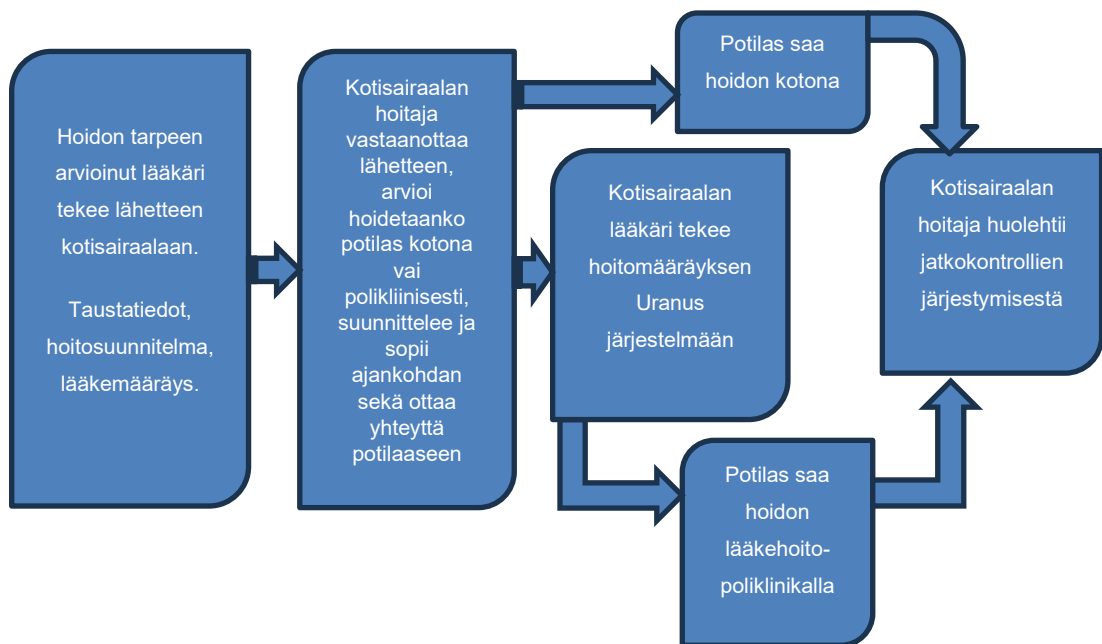 Hoidon tarpeen
arvioinut lääkäri
tekee lähetteen
kotisairaalaan.
Taustatiedot,
hoitosuunnitelma,
lääkemääräys.
Kotisairaalan
hoitaja
vastaanottaa
lähetteen,
arvioi
hoidetaanko
potilas kotona
vai
polikliinisesti,
suunnittelee ja
sopii
ajankohdan
sekä ottaa
yhteyttä
potilaaseen
Potilas saa
hoidon kotona
Kotisairaalan
lääkäri tekee
hoitomääräyksen
Uranus
järjestelmään
Potilas saa
hoidon
lääkehoito-
poliklinikalla
Kotisairaalan
hoitaja huolehtii
jatkokontrollien
järjestymisestä